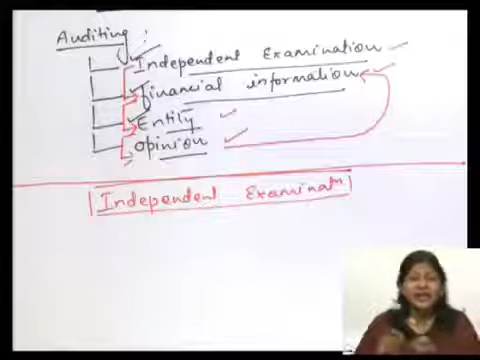 Auditing :
Independent Examination
financial information
Entity
Opinion
Independent Examinatn